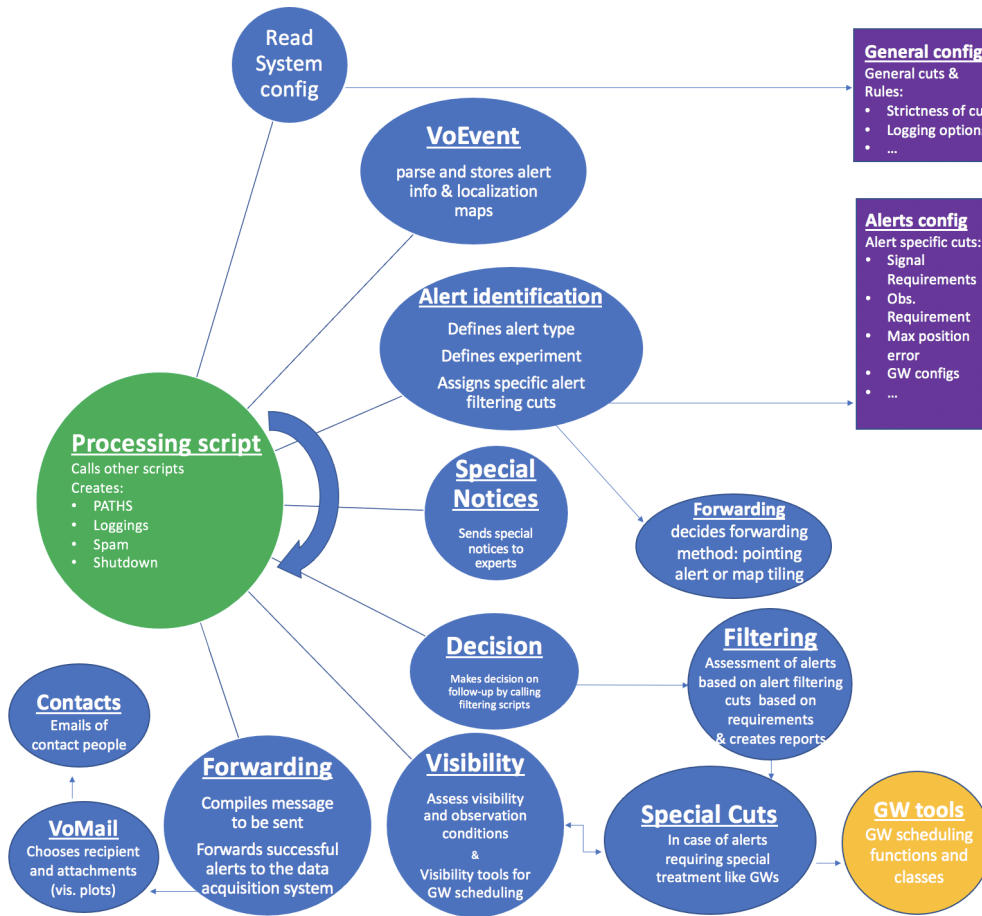 Read
System
config
General config
General cuts &
Rules:
• Strictness of cu
• Logging options
• ...
VoEvent
parse and stores alert
info & localization
maps
Alerts config
Alert specific cuts:
• Signal
Requirements
• Obs.
Requirement
• Max position
error
• GW configs
• ...
Alert identification
Defines alert type
Defines experiment
Assigns specific alert
filtering cuts
Processing script
Calls other scripts
Creates:
• PATHS
• Loggings
• Spam
• Shutdown
Special
Notices
Sends special
notices to
experts
Forwarding
decides forwarding
method: pointing
alert or map tiling
Decision
Makes decision on
follow-up by calling
filtering scripts
Filtering
Assessment of alerts
based on alert filtering
cuts based on
requirements
& creates reports
Contacts
Emails of
contact people
VoMail
Chooses recipient
and attachments
(vis. plots)
Forwarding
Compiles message
to be sent
Forwards successful
alerts to the data
acquisition system
Visibility
Assess visibility
and observation
conditions
&
Visibility tools for
GW scheduling
Special Cuts
In case of alerts
requiring special
treatment like GWs
GW tools
GW scheduling
functions and
classes